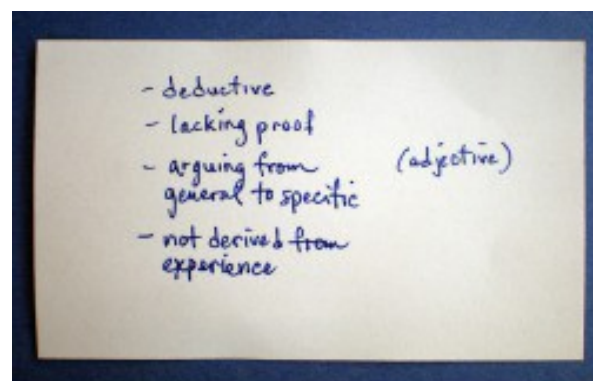 - deductive
- lacking proof
- arguing from (adjective)
general to specific
- not derived from
experience